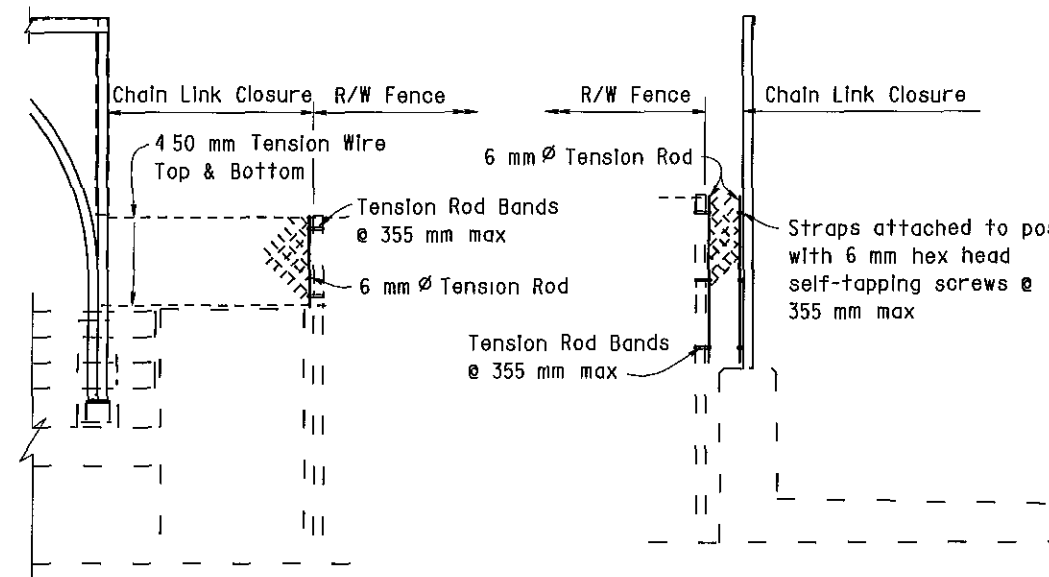 Chain Link Closure
R/W Fence
4 50 mm Tension Wire
Top & Bottom
Tension Rod Bands
@ 355 mm max
6 mm Ø Tension Rod
R/W Fence
Chain Link Closure
6 mm Ø Tension Rod
Straps attached to pos
with 6 mm hex head
self-tapping screws @
355 mm max
Tension Rod Bands
@ 355 mm max